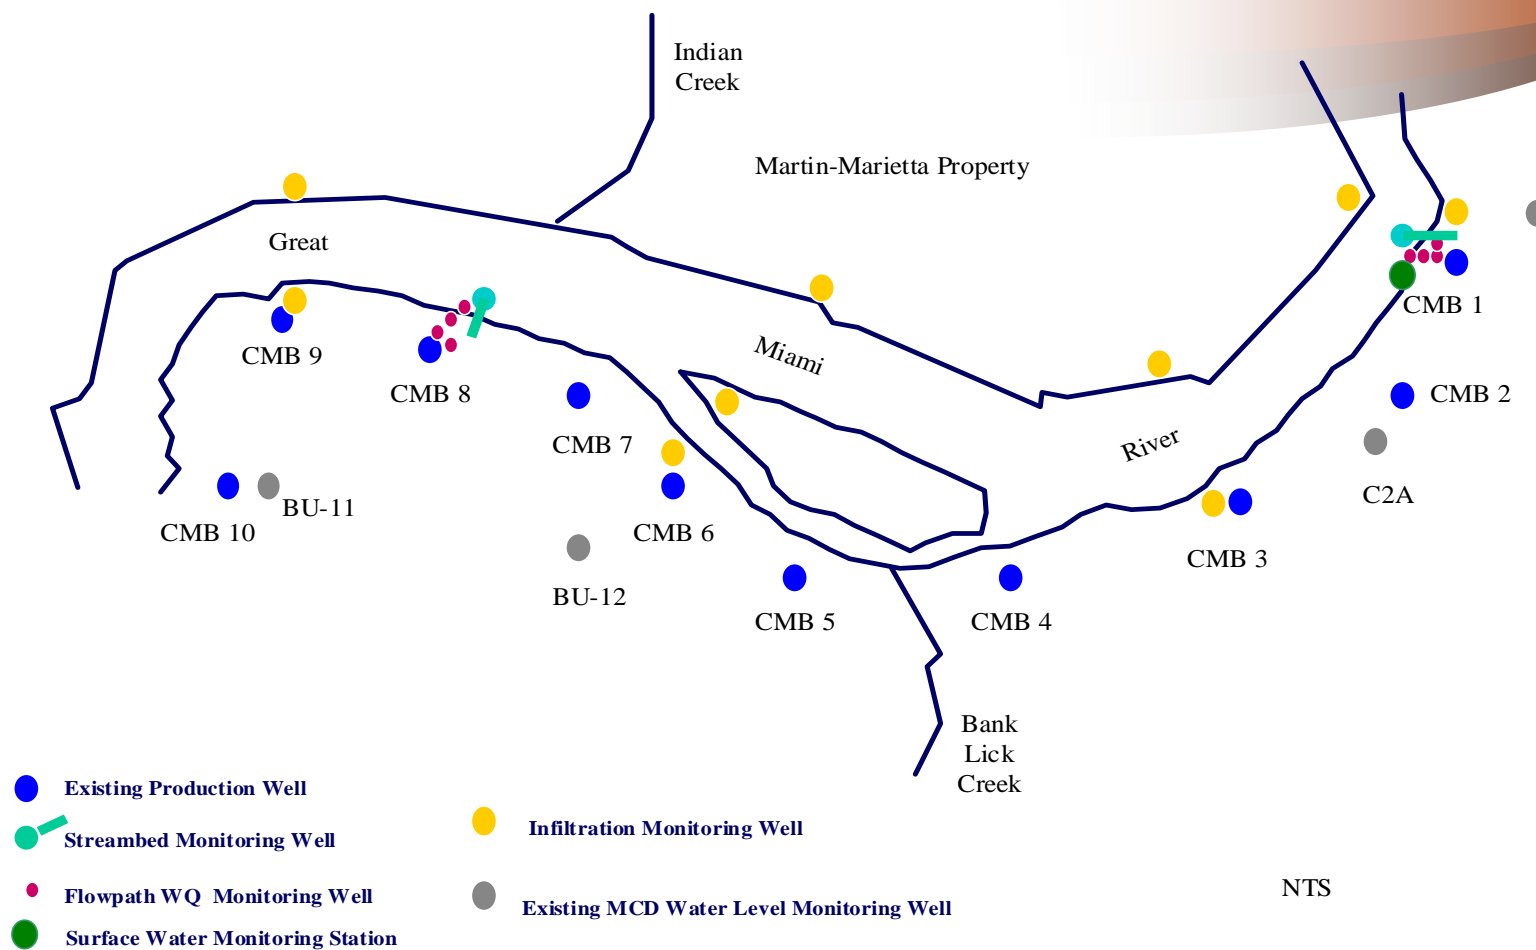 Indian
Creek
Martin-Marietta Property
Great
CMB 1
Miami
CMB 9
CMB 8
CMB 2
CMB 7
River
C2A
BU-11
CMB 10
CMB 6
CMB 3
BU-12
CMB 5
CMB 4
Bank
Lick
Creek
Existing Production Well
Streambed Monitoring Well
Flowpath WQ  Monitoring Well
Surface Water Monitoring Station
Infiltration Monitoring Well
Existing MCD Water Level Monitoring Well
NTS